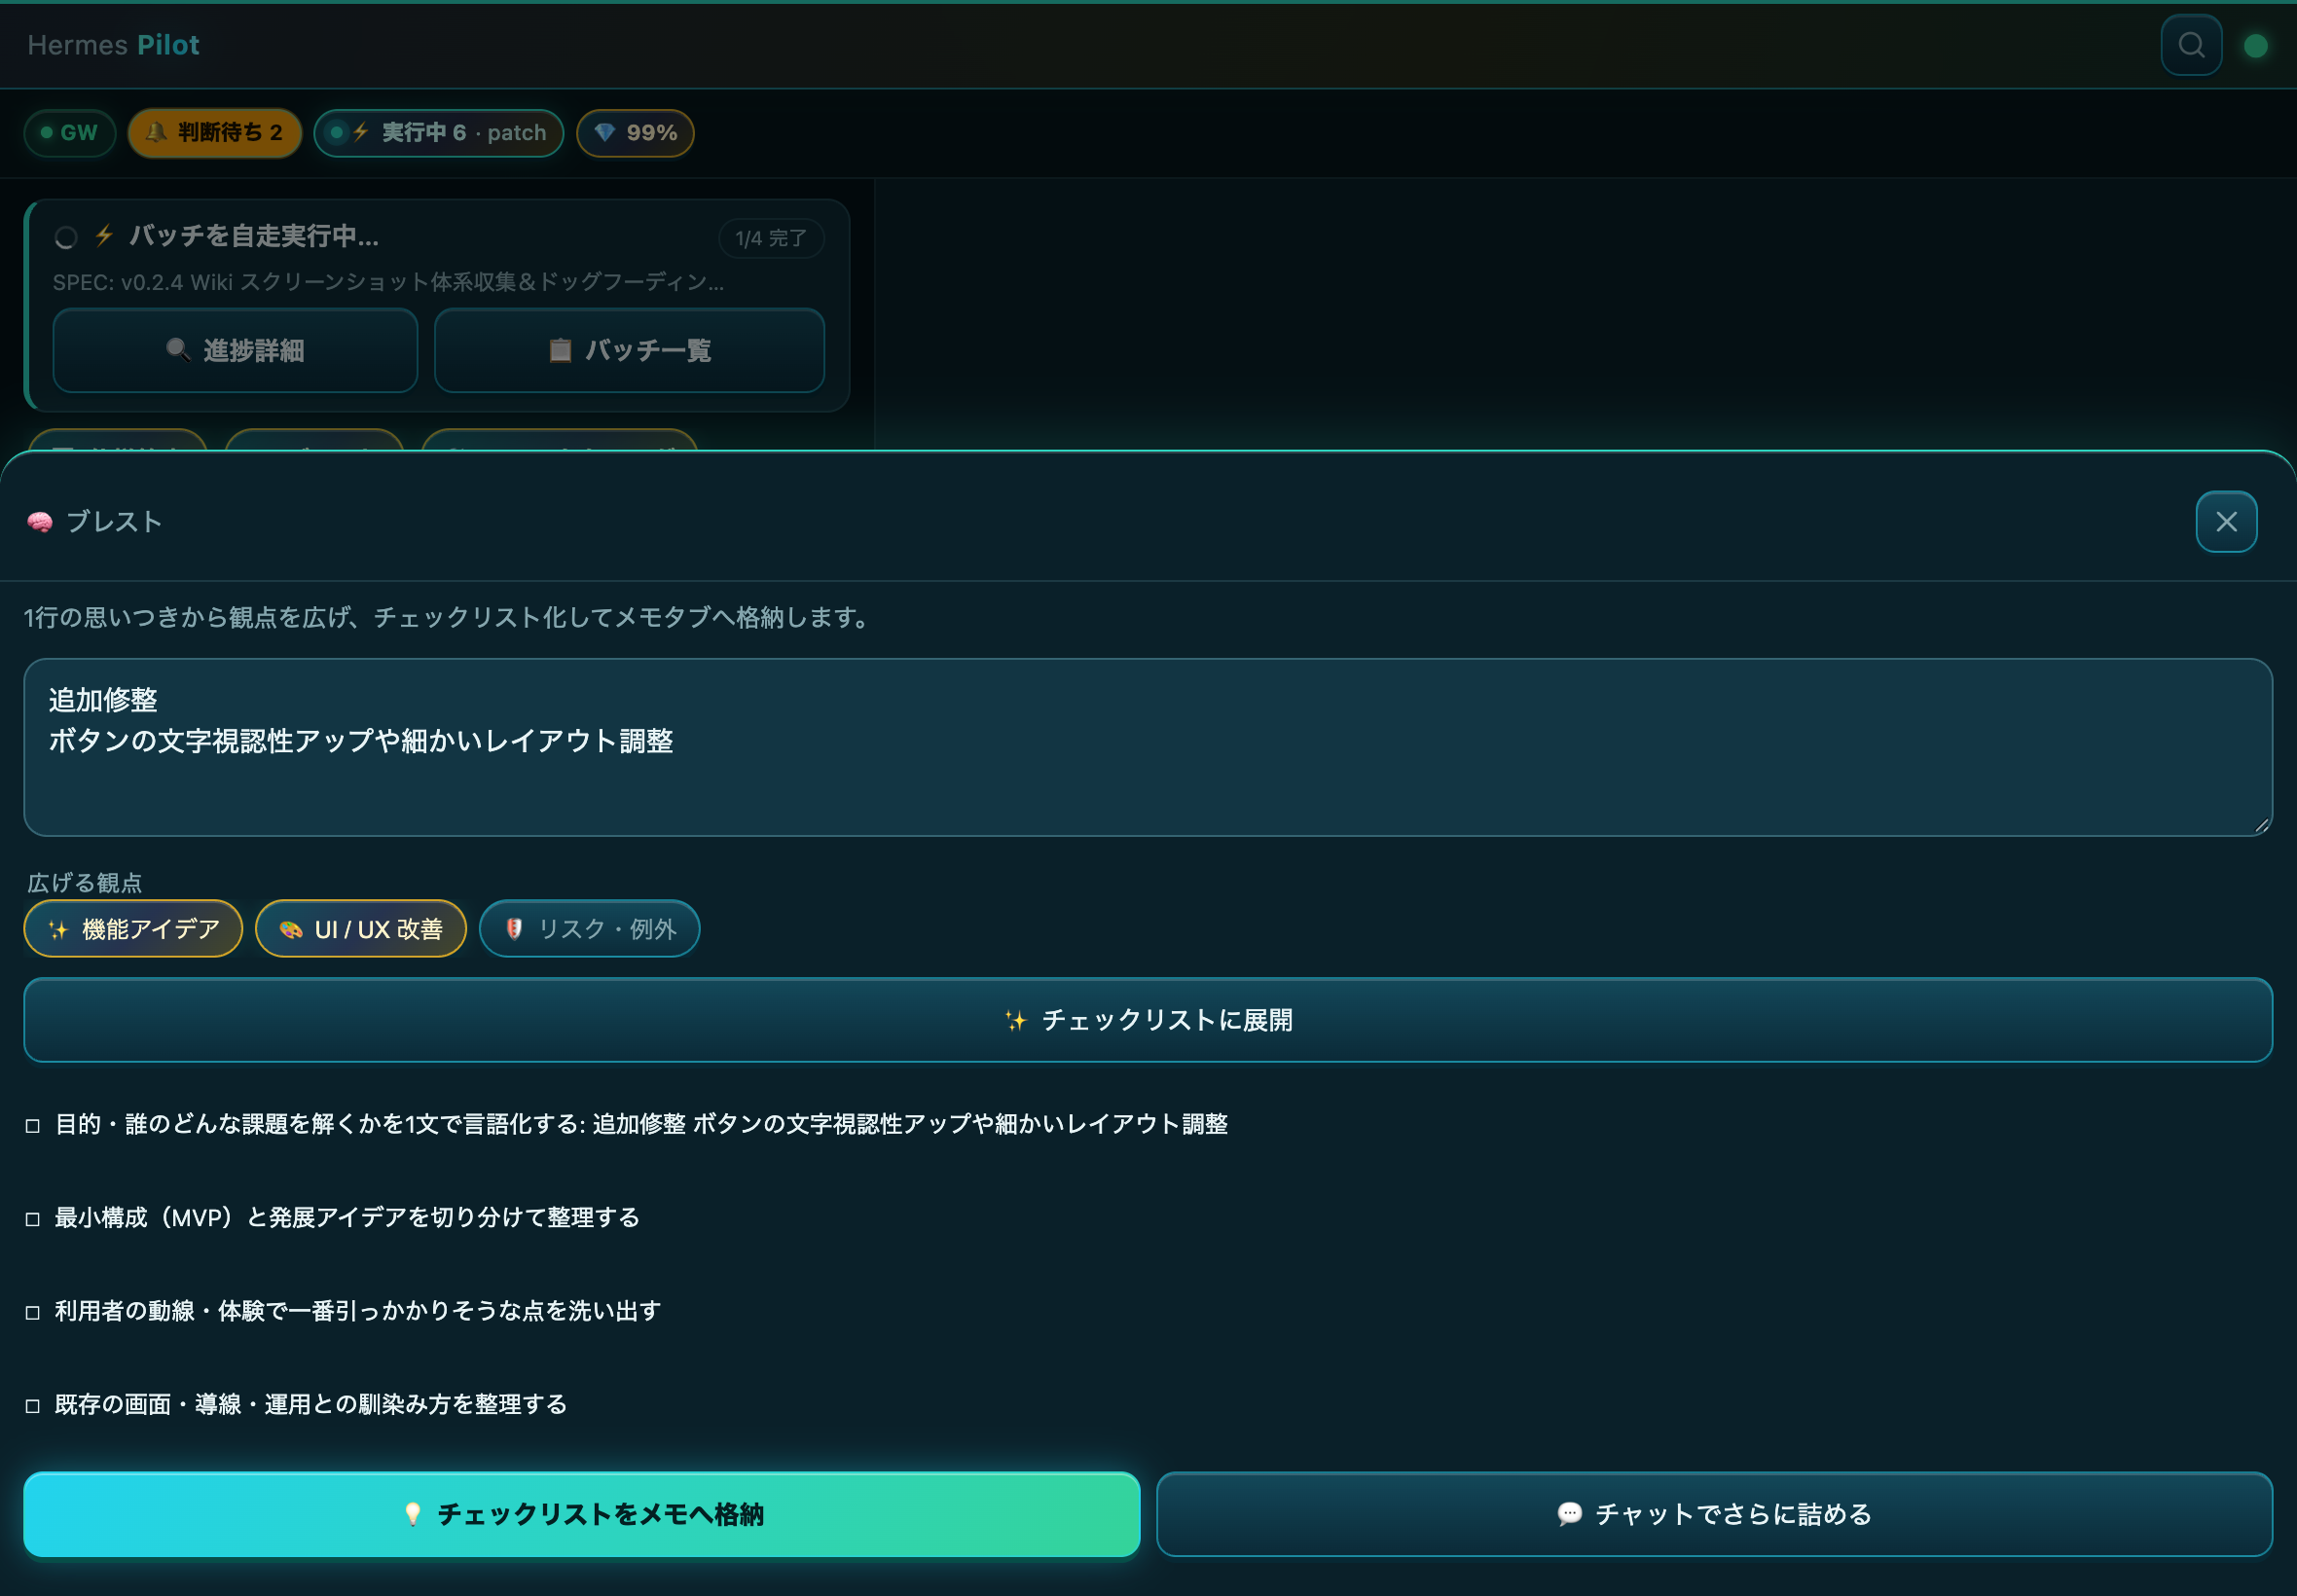 Hermes Pilot
GW
判断待ち 2
実行中 6 · patch
99%
バッチを自走実行中...
1/4 完了
SPEC: v0.2.4 Wiki スクリーンショット体系収集＆ドッグフーディン...
進捗詳細
バッチ一覧
ブレスト
1行の思いつきから観点を広げ、チェックリスト化してメモタブへ格納します。
追加修整
ボタンの文字視認性アップや細かいレイアウト調整
広げる観点
機能アイデア
UI / UX 改善
リスク・例外
チェックリストに展開
目的・誰のどんな課題を解くかを1文で言語化する: 追加修整 ボタンの文字視認性アップや細かいレイアウト調整
最小構成（MVP）と発展アイデアを切り分けて整理する
利用者の動線・体験で一番引っかかりそうな点を洗い出す
既存の画面・導線・運用との馴染み方を整理する
チェックリストをメモへ格納
チャットでさらに詰める